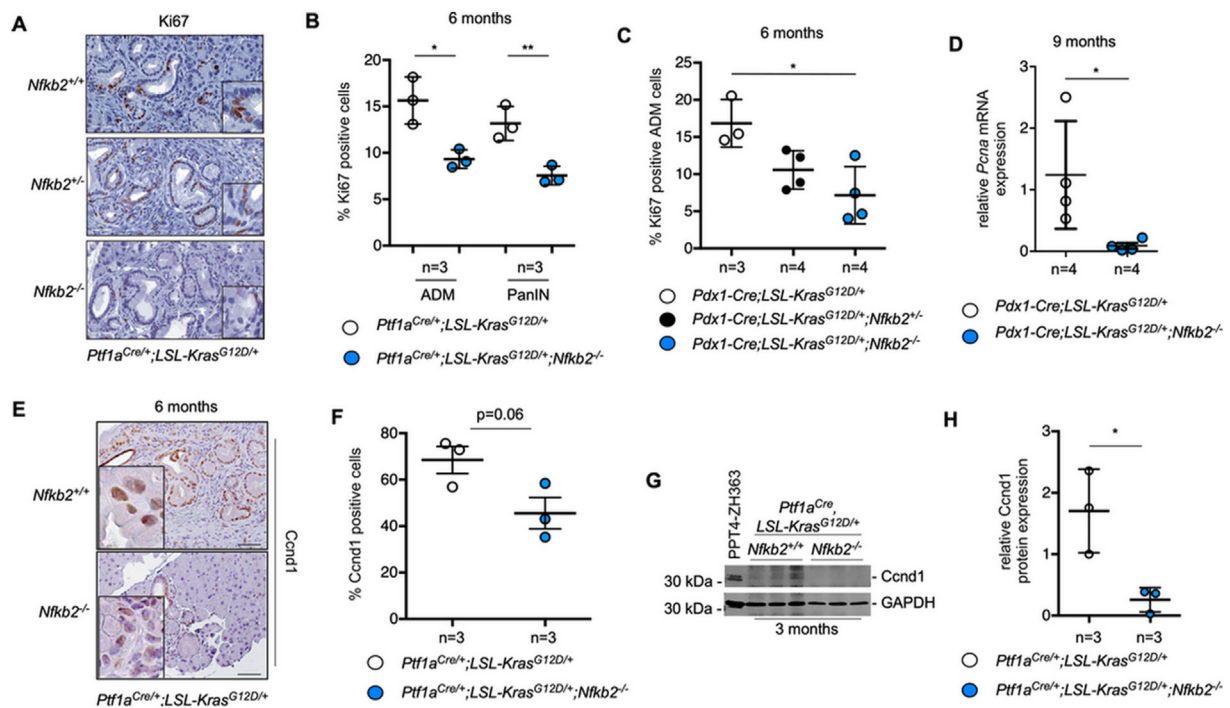 A
Ki67
Nfkb2+/+
Nfkb2+/-
Nfkb2-/-
Ptf1aCre/+;LSL-KrasG12D/+
B
6 months
*
**
% Ki67 positive cells
20
15
10
5
0
n=3
n=3
ADM
PanIN
Ptf1aCre/+;LSL-KrasG12D/+
Ptf1aCre/+;LSL-KrasG12D/+;Nfkb2-/-
C
6 months
*
% Ki67 positive ADM cells
25
20
15
10
5
0
n=3
n=4
n=4
Pdx1-Cre;LSL-KrasG12D/+
Pdx1-Cre;LSL-KrasG12D/+;Nfkb2+/-
Pdx1-Cre;LSL-KrasG12D/+;Nfkb2-/-
D
9 months
*
relative Pcna mRNA
expression
3
2
1
0
n=4
n=4
Pdx1-Cre;LSL-KrasG12D/+
Pdx1-Cre;LSL-KrasG12D/+;Nfkb2-/-
E
6 months
Nfkb2+/+
Nfkb2-/-
Ccnd1
Ptf1aCre/+;LSL-KrasG12D/+
F
p=0.06
% Ccnd1 positive cells
80
60
40
20
0
n=3
n=3
Ptf1aCre/+;LSL-KrasG12D/+
Ptf1aCre/+;LSL-KrasG12D/+;Nfkb2-/-
G
PPT4-ZH363
Ptf1aCre,
LSL-KrasG12D/+
Nfkb2+/+ Nfkb2-/-
30 kDa - - Ccnd1
30 kDa - - GAPDH
3 months
H
*
relative Ccnd1
protein expression
3
2
1
0
n=3
n=3
Ptf1aCre/+;LSL-KrasG12D/+
Ptf1aCre/+;LSL-KrasG12D/+;Nfkb2-/-